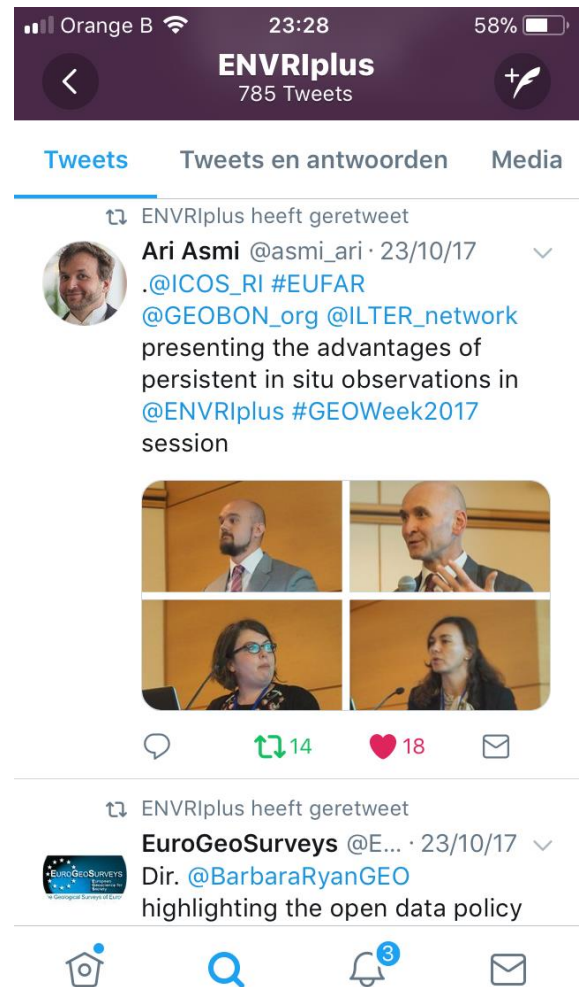 Orange B 23:28 58%
ENVRIplus
785 Tweets
Tweets Tweets en antwoorden Media
ENVRIplus heeft geretweet
Ari Asmi @asmi_ari · 23/10/17
.@ICOS_RI #EUFAR
@GEOBON_org @ILTER_network
presenting the advantages of
persistent in situ observations in
@ENVRIplus #GEOWeek2017
session
14 18
ENVRIplus heeft geretweet
EuroGeoSurveys @E... · 23/10/17
EUROGEOSURVEYS
Dir. @BarbaraRyanGEO
highlighting the open data policy
3